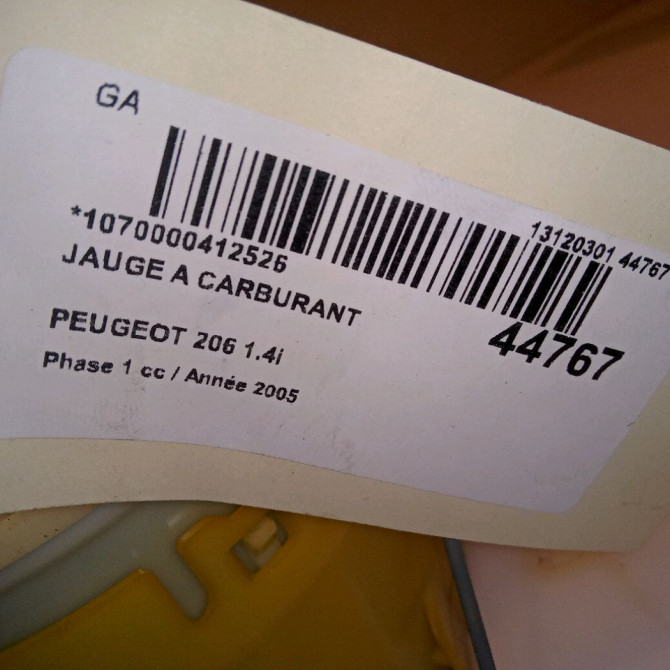 GA
*1070000412526
13120301 44767
JAUGE A CARBURANT
44767
PEUGEOT 206 1.4i
Phase 1 cc / Année 2005